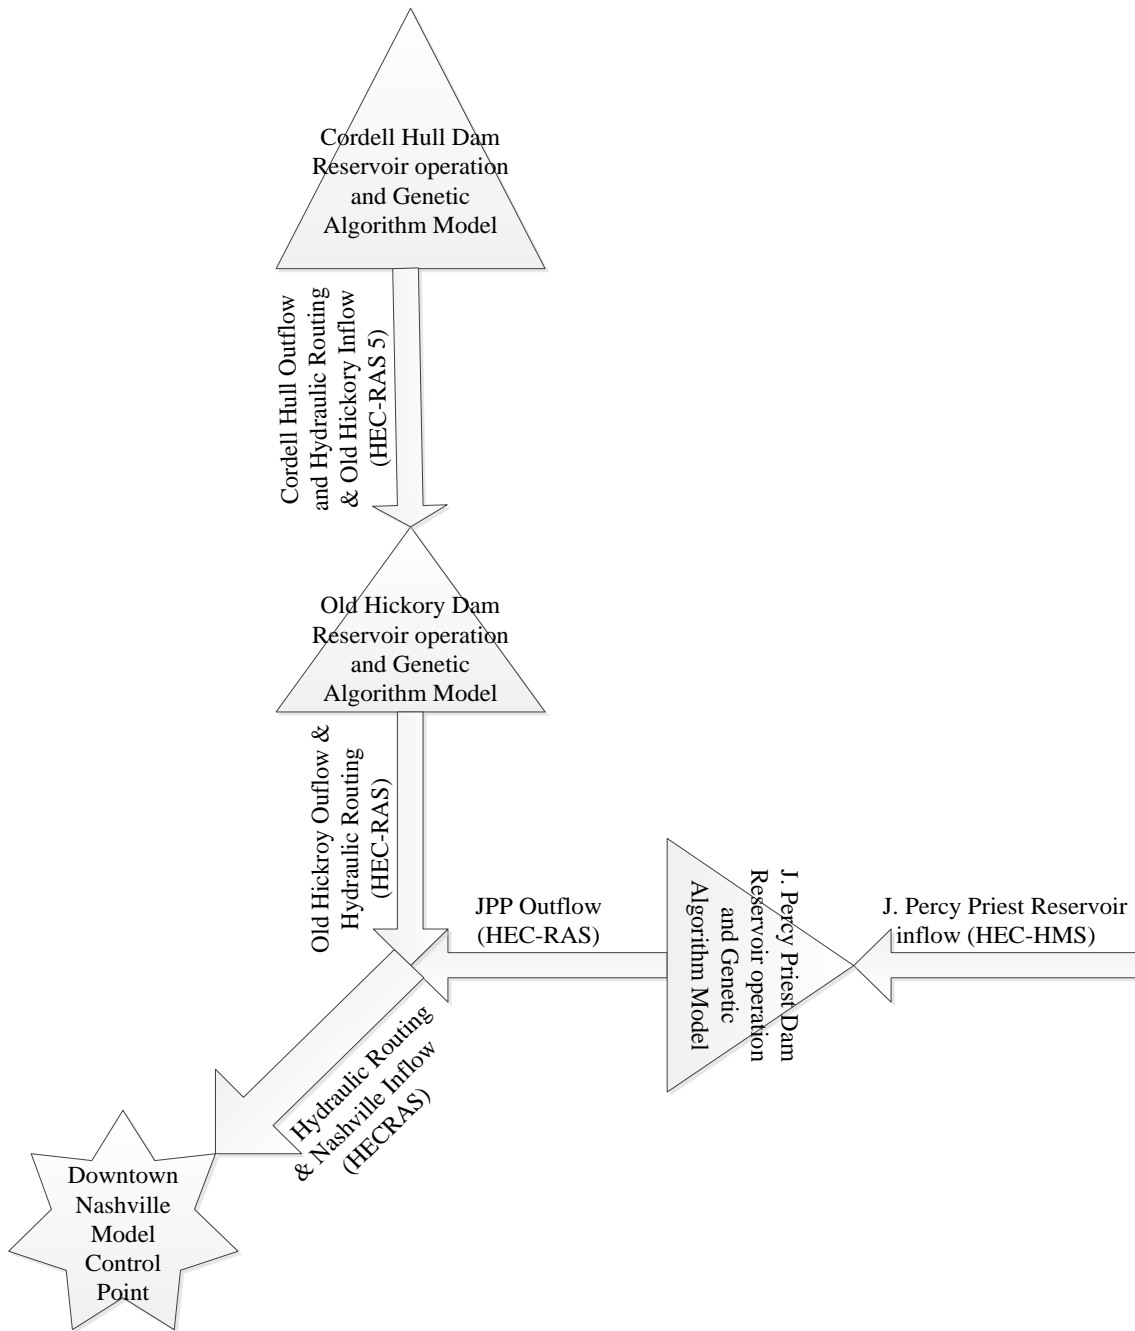 Cordell Hull Dam
Reservoir operation
and Genetic
Algorithm Model
Cordell Hull Outflow
and Hydraulic Routing
& Old Hickory Inflow
(HEC-RAS 5)
Old Hickory Dam
Reservoir operation
and Genetic
Algorithm Model
Old Hickroy Ouflow &
Hydraulic Routing
(HEC-RAS)
JPP Outflow
(HEC-RAS)
J. Percy Priest Dam
Reservoir operation
and Genetic
Algorithm Model
J. Percy Priest Reservoir
inflow (HEC-HMS)
Hydraulic Routing
& Nashville Inflow
(HECRAS)
Downtown
Nashville
Model
Control
Point